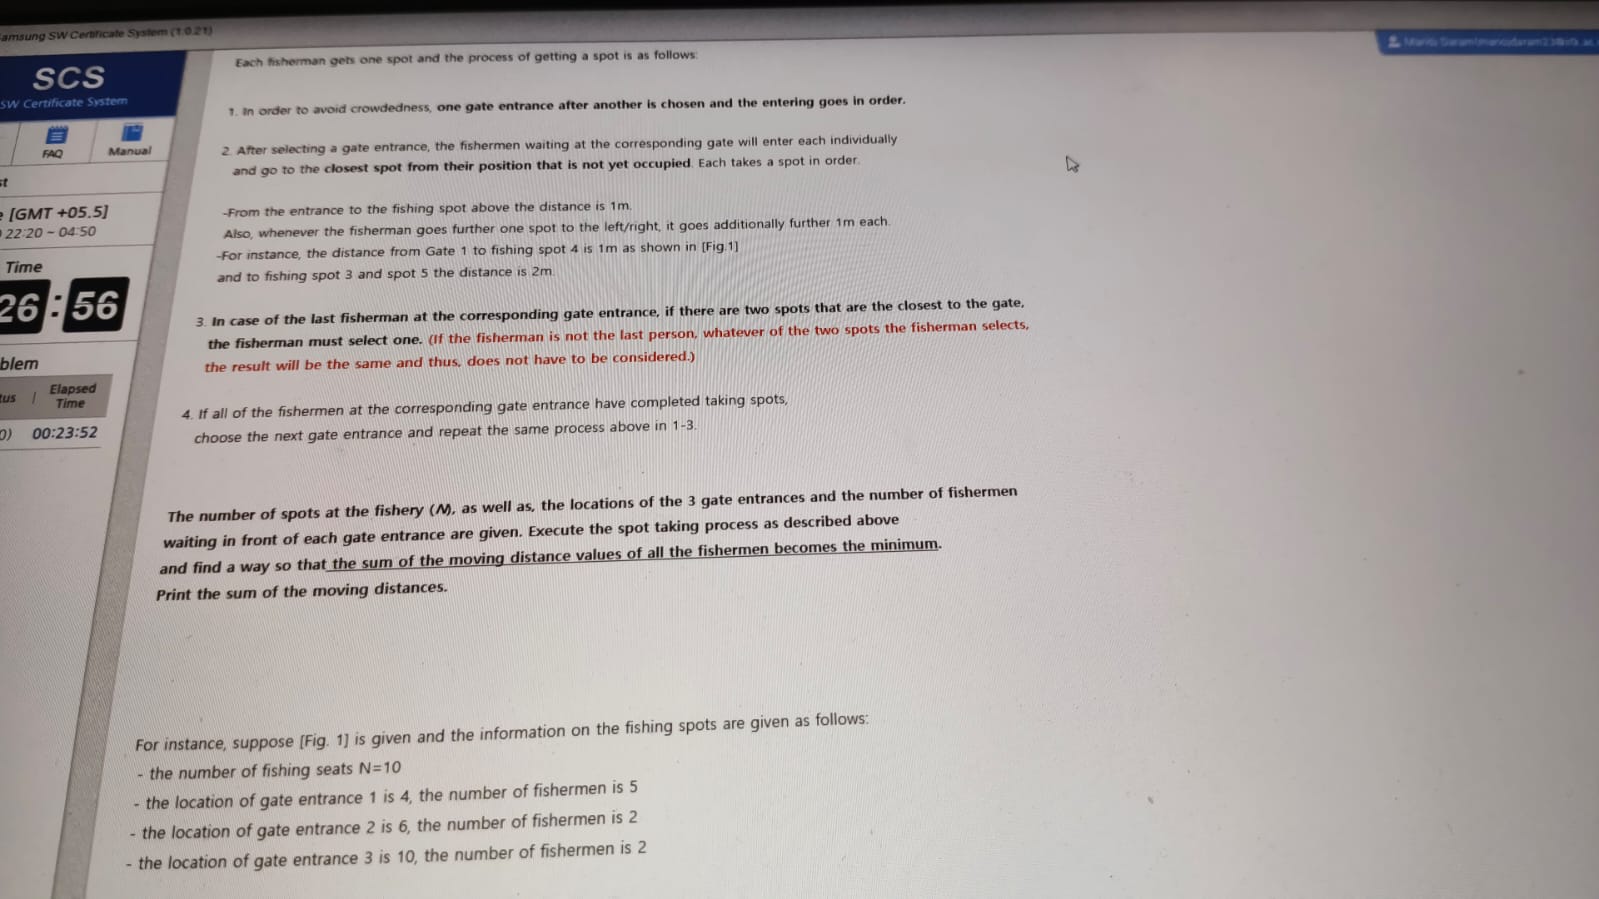 amsung SW Certificate System (1.0.21)
SCS
SW Certificate System
FAQ
Manual
st
[GMT +05.5]
22:20 ~ 04:50
Time
26:56
blem
tus | Elapsed Time
0) 00:23:52
Each fisherman gets one spot and the process of getting a spot is as follows:
1. In order to avoid crowdedness, one gate entrance after another is chosen and the entering goes in order.
2. After selecting a gate entrance, the fishermen waiting at the corresponding gate will enter each individually
and go to the closest spot from their position that is not yet occupied. Each takes a spot in order.
-From the entrance to the fishing spot above the distance is 1m.
Also, whenever the fisherman goes further one spot to the left/right, it goes additionally further 1m each.
-For instance, the distance from Gate 1 to fishing spot 4 is 1m as shown in [Fig.1]
and to fishing spot 3 and spot 5 the distance is 2m.
3. In case of the last fisherman at the corresponding gate entrance, if there are two spots that are the closest to the gate,
the fisherman must select one. (If the fisherman is not the last person, whatever of the two spots the fisherman selects,
the result will be the same and thus, does not have to be considered.)
4. If all of the fishermen at the corresponding gate entrance have completed taking spots,
choose the next gate entrance and repeat the same process above in 1-3.
The number of spots at the fishery (N), as well as, the locations of the 3 gate entrances and the number of fishermen
waiting in front of each gate entrance are given. Execute the spot taking process as described above
and find a way so that the sum of the moving distance values of all the fishermen becomes the minimum.
Print the sum of the moving distances.
For instance, suppose [Fig. 1] is given and the information on the fishing spots are given as follows:
- the number of fishing seats N=10
- the location of gate entrance 1 is 4, the number of fishermen is 5
- the location of gate entrance 2 is 6, the number of fishermen is 2
- the location of gate entrance 3 is 10, the number of fishermen is 2